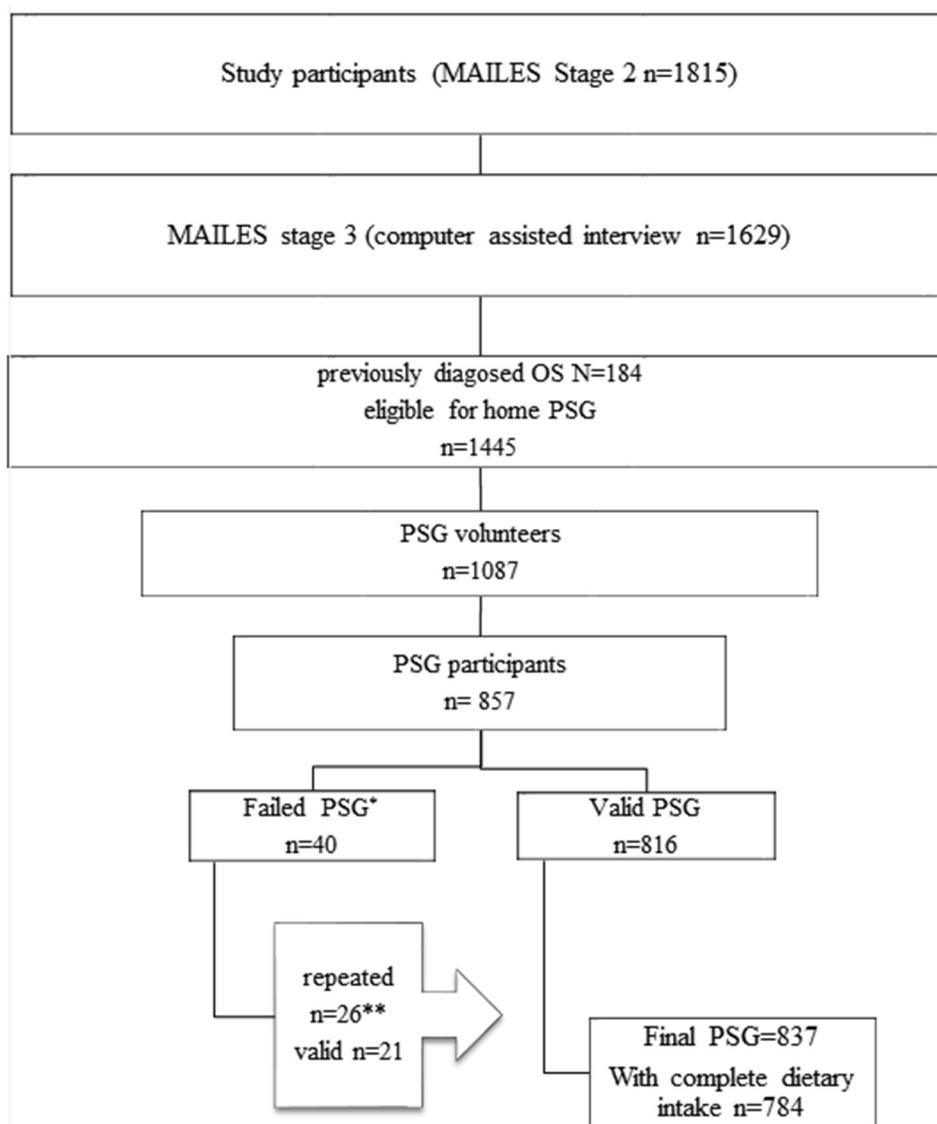 Study participants (MAILES Stage 2 n=1815)
MAILES stage 3 (computer assisted interview n=1629)
previously diagosed OS N=184
eligible for home PSG
n=1445
PSG volunteers
n=1087
PSG participants
n= 857
Failed PSG*
n=40
Valid PSG
n=816
repeated
n=26**
valid n=21
Final PSG=837
With complete dietary
intake n=784